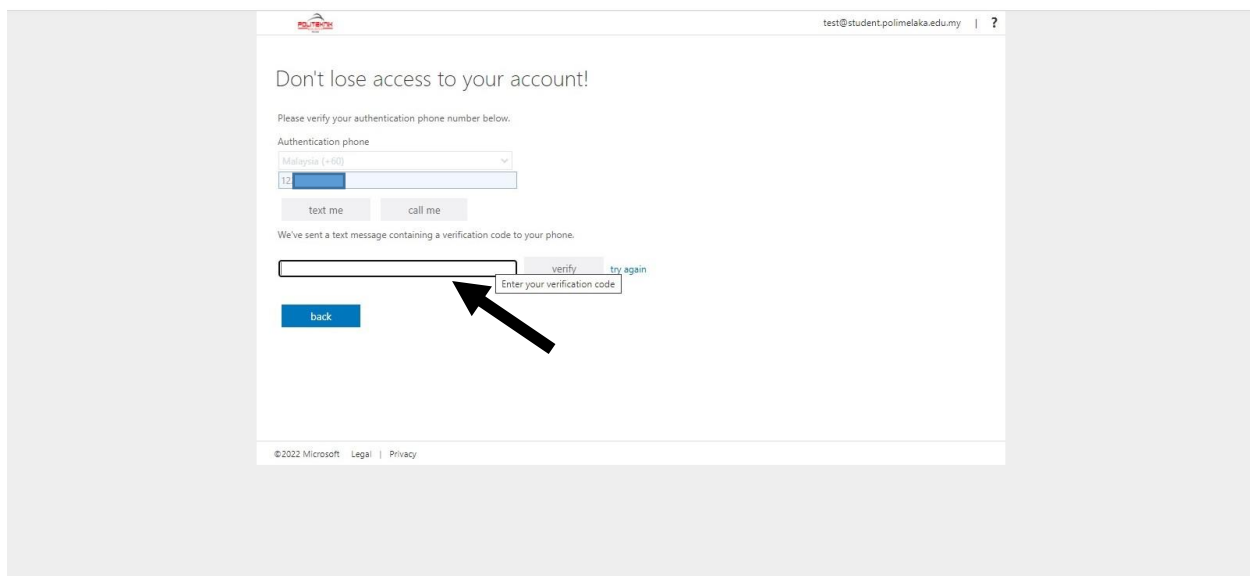 POLITEKNIK
test@student.polimelaka.edu.my | ?
Don't lose access to your account!
Please verify your authentication phone number below.
Authentication phone
Malaysia (+60)
12
text me call me
We've sent a text message containing a verification code to your phone.
verify try again
Enter your verification code
back
©2022 Microsoft Legal | Privacy